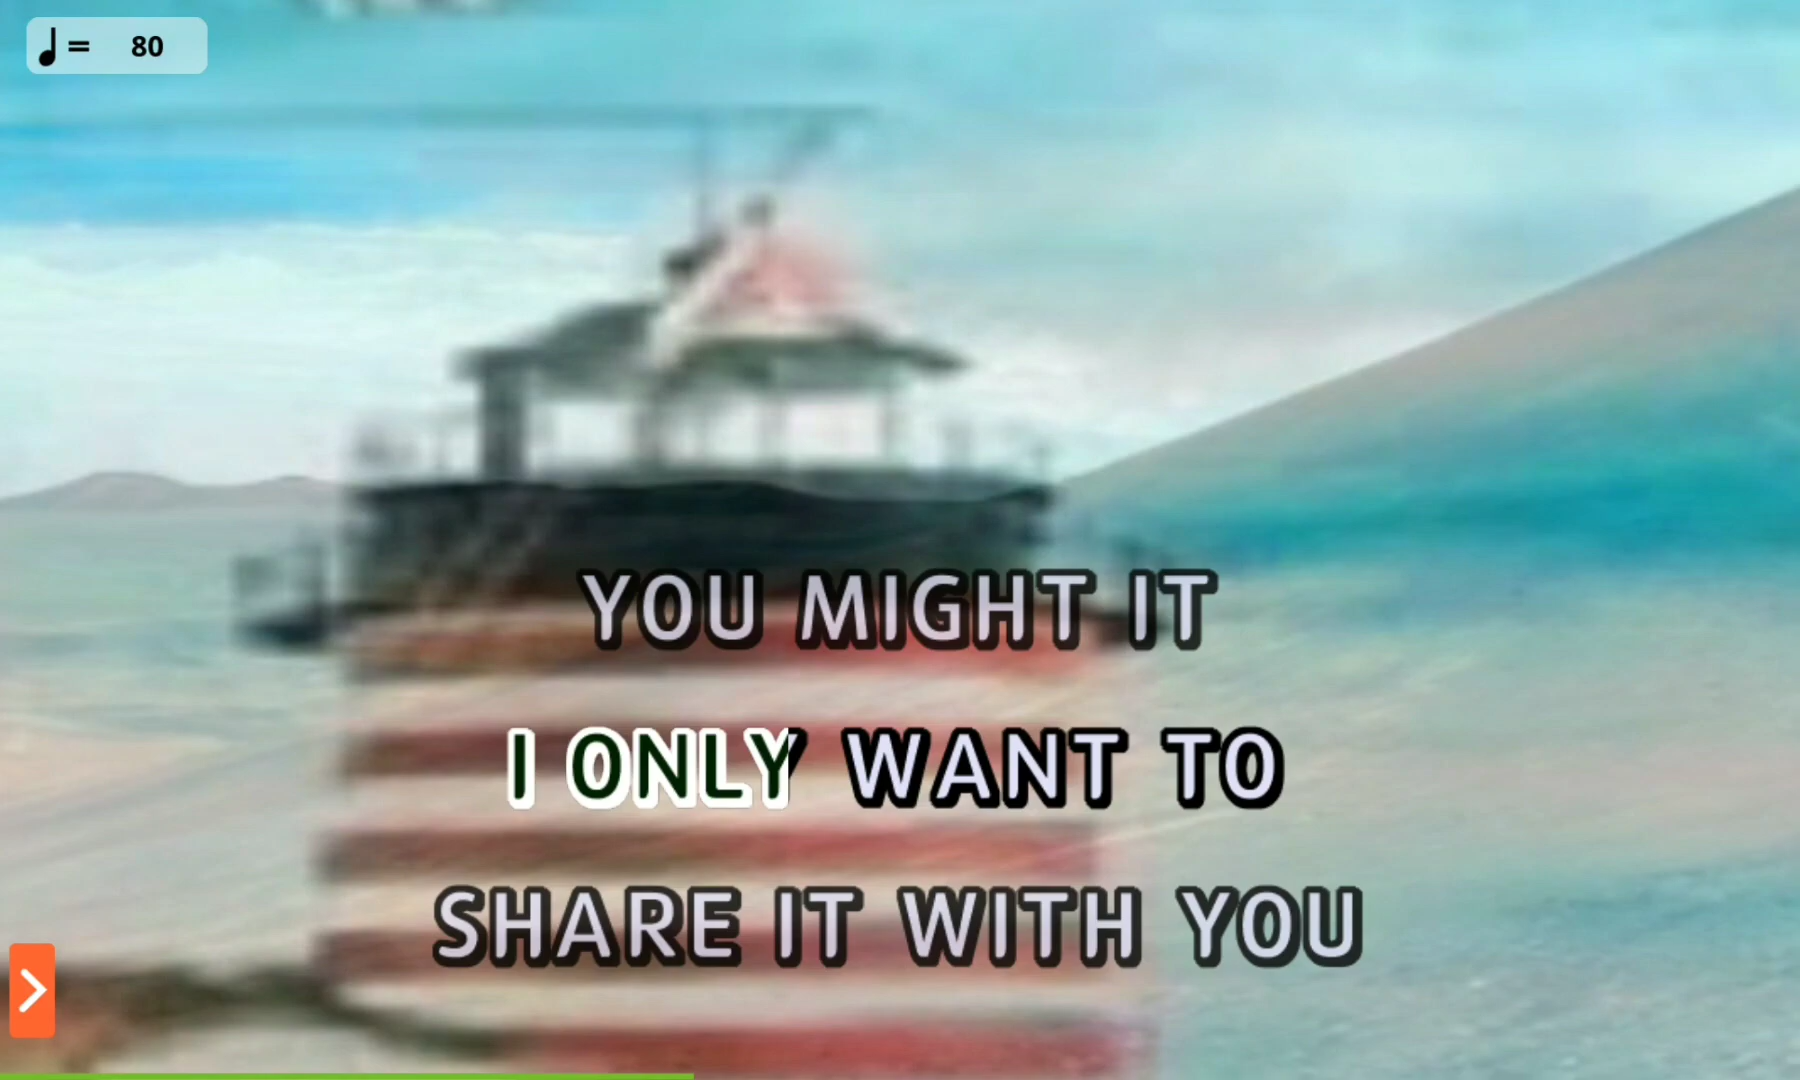 ♩= 80
YOU MIGHT IT
I ONLY WANT TO
SHARE IT WITH YOU